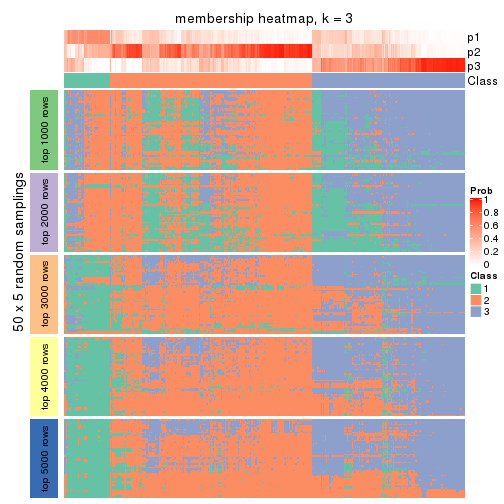 membership heatmap, k = 3
p1
p2
p3
Class
50 x 5 random samplings
top 1000 rows
top 2000 rows
top 3000 rows
top 4000 rows
top 5000 rows
Prob
1
0.8
0.6
0.4
0.2
0
Class
1
2
3